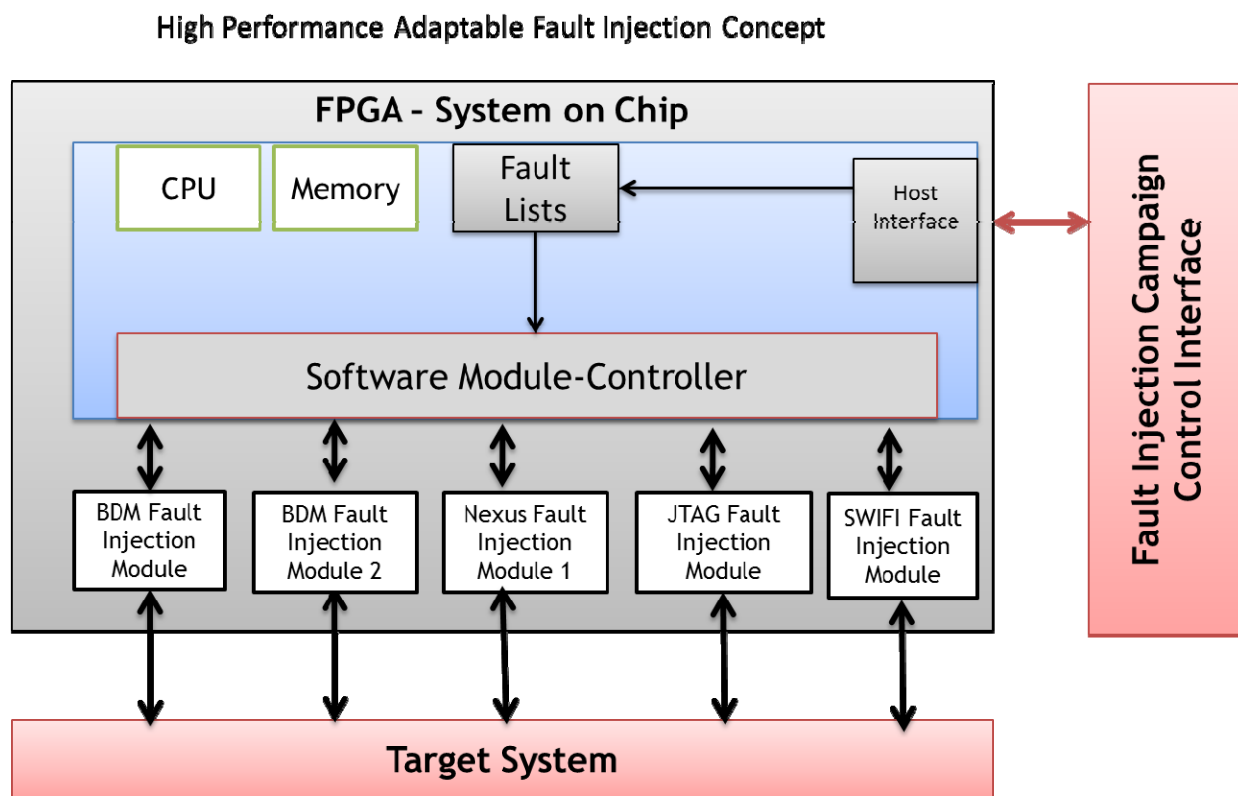 High Performance Adaptable Fault Injection Concept
FPGA – System on Chip
CPU
Memory
Fault
Lists
Host
Interface
Software Module-Controller
BDM Fault
Injection
Module
BDM Fault
Injection
Module 2
Nexus Fault
Injection
Module 1
JTAG Fault
Injection
Module
SWIFI Fault
Injection
Module
Target System
Fault Injection Campaign
Control Interface